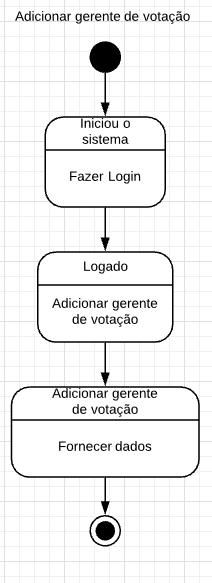 Adicionar gerente de votação
Iniciou o
sistema
Fazer Login
Logado
Adicionar gerente
de votação
Adicionar gerente
de votação
Fornecer dados